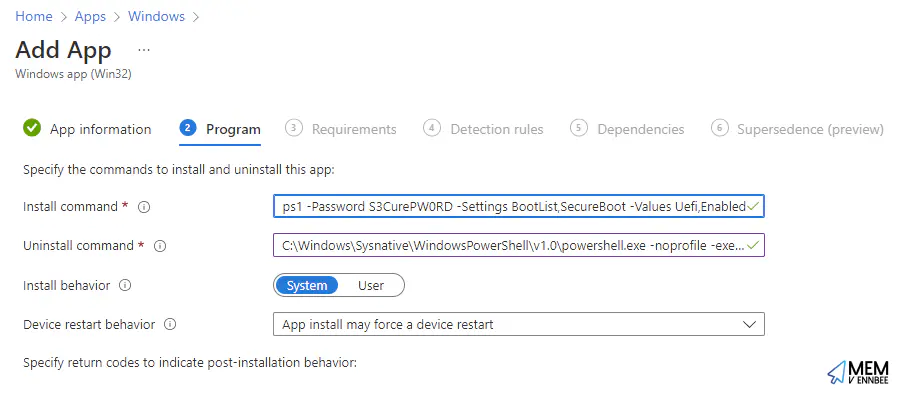 Home > Apps > Windows >
Add App ...
Windows app (Win32)
App information 2 Program 3 Requirements 4 Detection rules 5 Dependencies 6 Supersedence (preview)
Specify the commands to install and uninstall this app:
Install command * ps1 -Password S3CurePW0RD -Settings BootList,SecureBoot -Values Uefi,Enabled
Uninstall command * C:\Windows\Sysnative\WindowsPowerShell\v1.0\powershell.exe -noprofile -exe...
Install behavior System User
Device restart behavior App install may force a device restart
Specify return codes to indicate post-installation behavior:
MEM
V ENNBEE